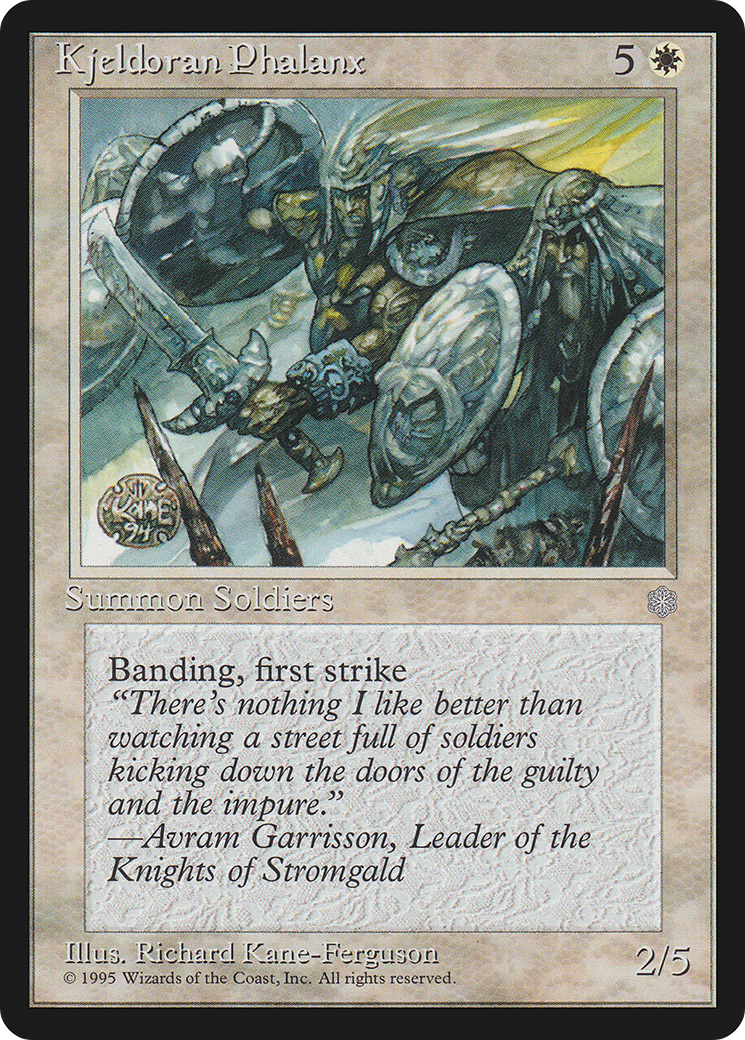 Kjeldoran Phalanx
5
KANE
94
Summon Soldiers
Banding, first strike
“There’s nothing I like better than
watching a street full of soldiers
kicking down the doors of the guilty
and the impure.”
—Avram Garrisson, Leader of the
Knights of Stromgald
Illus. Richard Kane-Ferguson
2/5
© 1995 Wizards of the Coast, Inc. All rights reserved.